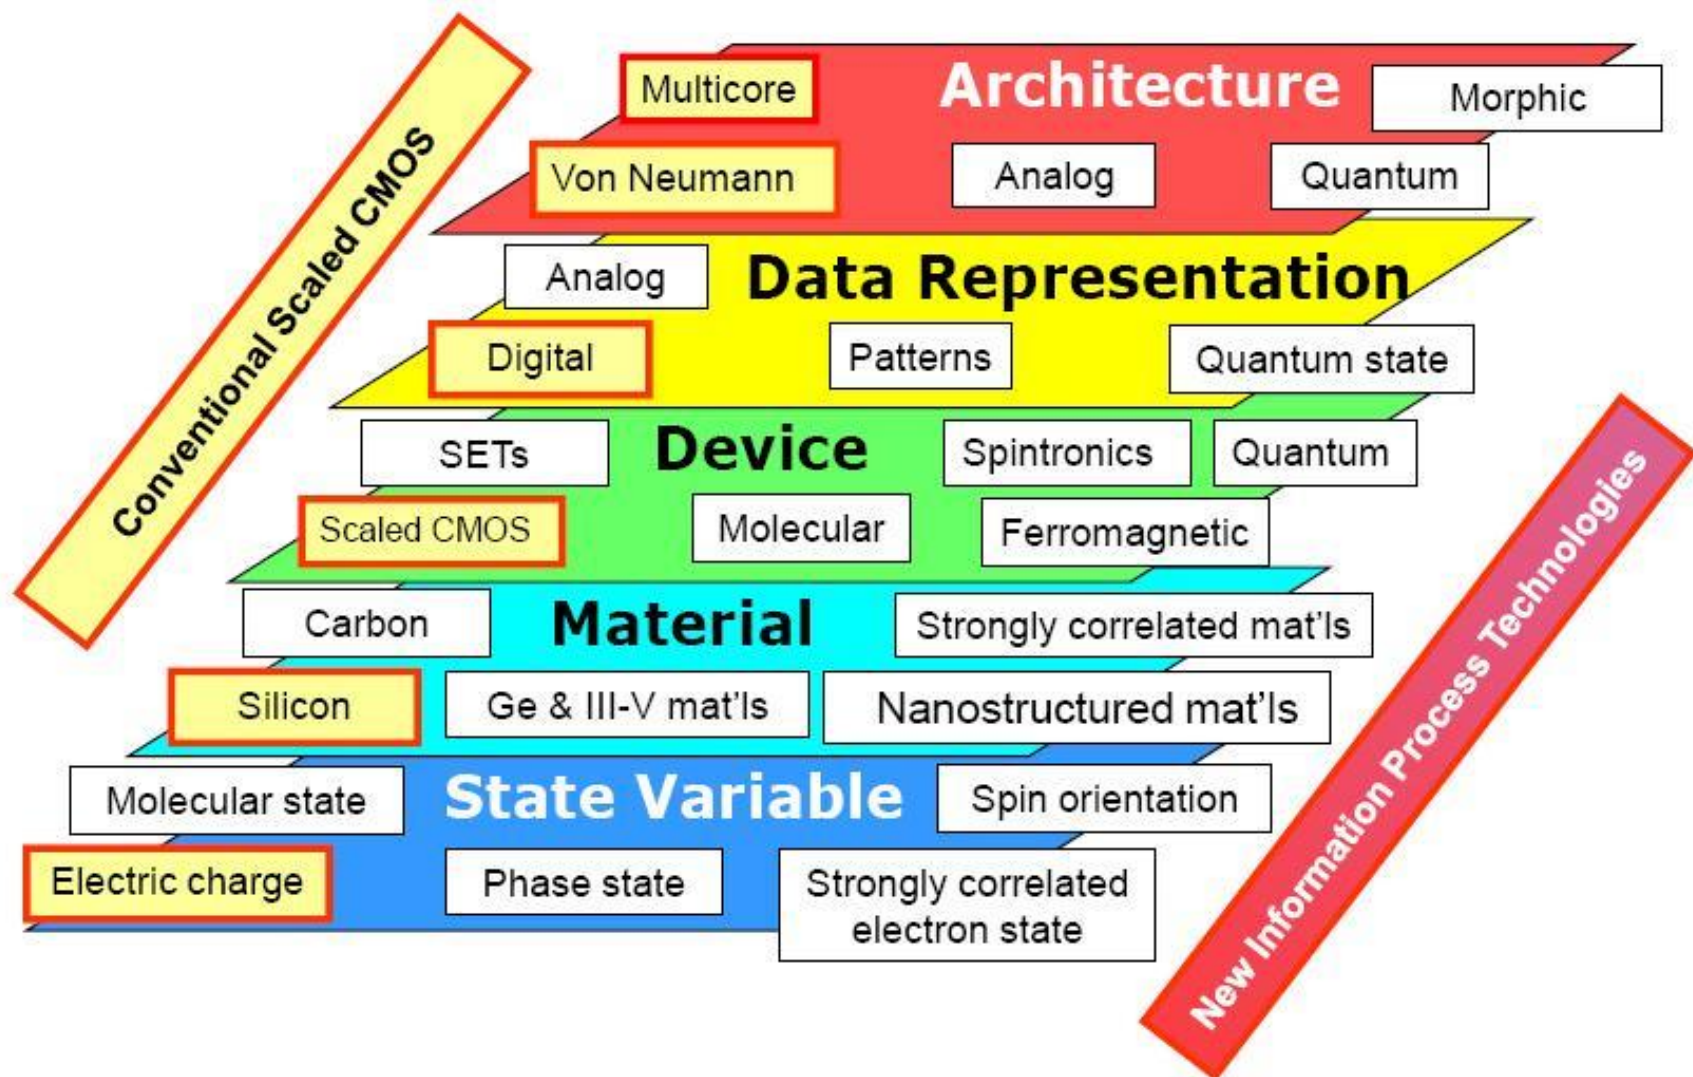 Conventional Scaled CMOS
Multicore
Architecture
Morphic
Von Neumann
Analog
Quantum
Analog
Data Representation
Digital
Patterns
Quantum state
SETs
Device
Spintronics
Quantum
Scaled CMOS
Molecular
Ferromagnetic
Carbon
Material
Strongly correlated mat'ls
Silicon
Ge & III-V mat'ls
Nanostructured mat'ls
Molecular state
State Variable
Spin orientation
Electric charge
Phase state
Strongly correlated
electron state
New Information Process Technologies